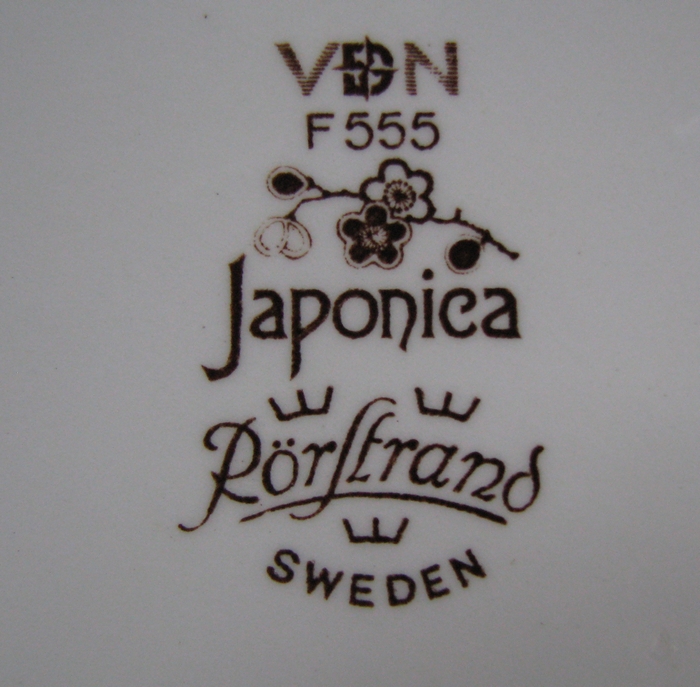 VDN
F 555
Japonica
Rörstrand
SWEDEN